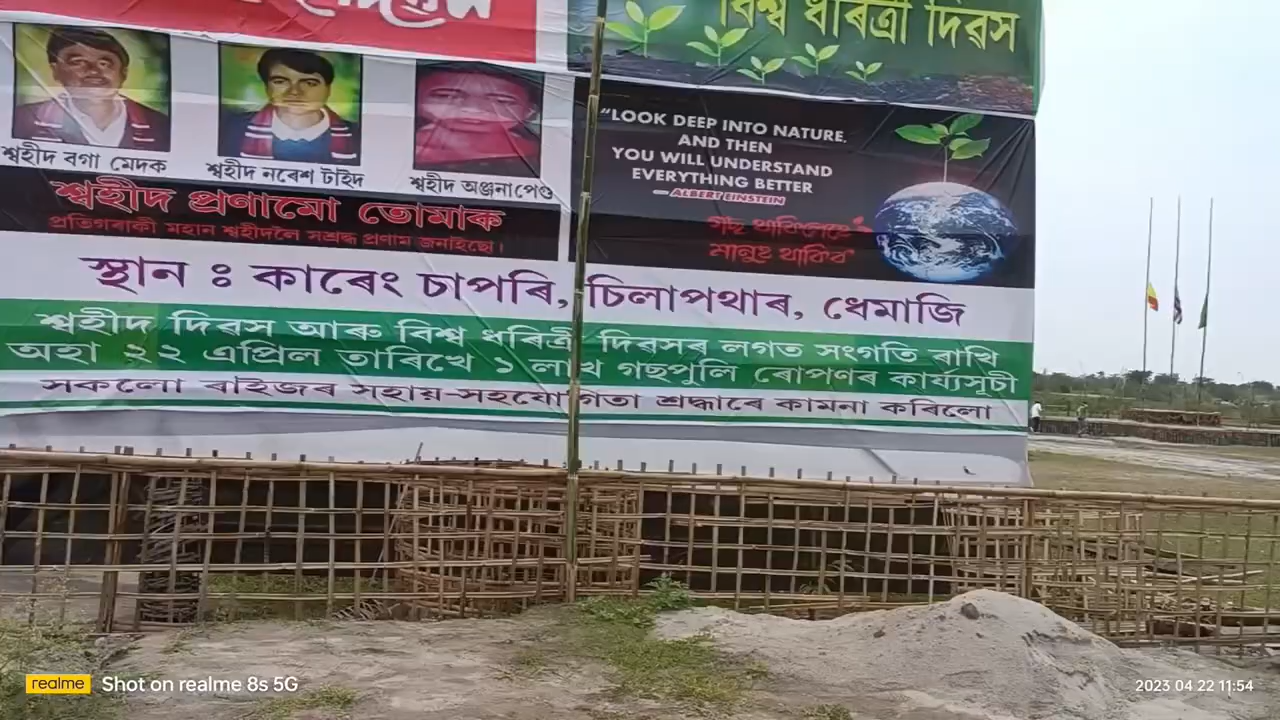 বিশ্ব ধৰিত্ৰী দিৱস
শ্বহীদ বগা মেদক
শ্বহীদ নৰেশ টাইদ
শ্বহীদ অঞ্জনা পেগু
শ্বহীদ প্ৰণামো তোমাক
প্ৰতিগৰাকী মহান শ্বহীদলৈ সশ্ৰদ্ধ প্ৰণাম জনাইছো।
"LOOK DEEP INTO NATURE,
AND THEN
YOU WILL UNDERSTAND
EVERYTHING BETTER
— ALBERT EINSTEIN
গছ থাকিলেহে
মানুহ থাকিব
স্থান : কাৰেং চাপৰি, চিলাপথাৰ, ধেমাজি
শ্বহীদ দিৱস আৰু বিশ্ব ধৰিত্ৰী দিৱসৰ লগত সংগতি ৰাখি
অহা ২২ এপ্ৰিল তাৰিখে ১ লাখ গছপুলি ৰোপণৰ কাৰ্য্যসূচী
সকলো ৰাইজৰ সহায়-সহযোগিতা শ্ৰদ্ধাৰে কামনা কৰিলো
realme Shot on realme 8s 5G
2023 04 22 11:54